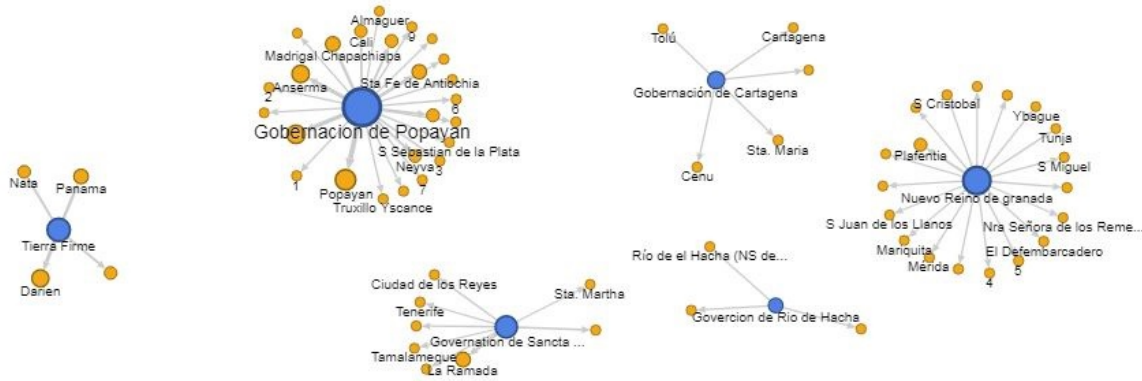 Almaguer
9
Cali
Madrigal Chapachiapa
Sta Fe de Antiochia
Anserma
2
6
Gobernación de Popayan
S Sebastian de la Plata
Neyva
3
1
7
Popayan
Truxillo Yscance
Tolú
Cartagena
Gobernación de Cartagena
Sta. Maria
Cenu
S Cristobal
Ybague
Tunja
Plafentia
S Miguel
Nuevo Reino de granada
S Juan de los Llanos
Nra Señora de los Reme...
Mariquita
El Defembarcadero
Mérida
5
4
Nata
Panama
Tierra Firme
Darien
Ciudad de los Reyes
Sta. Martha
Tenerife
Governation de Sancta ...
Tamalameque
La Ramada
Río de el Hacha (NS de...
Govercion de Rio de Hacha